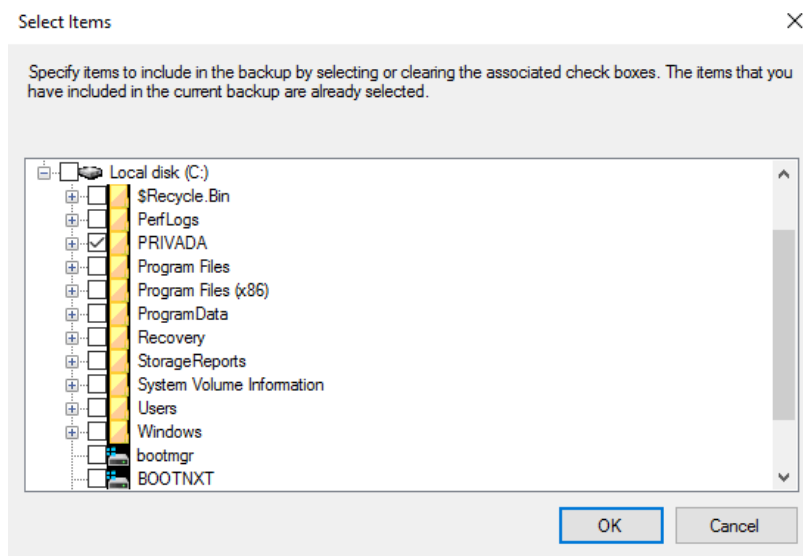 Select Items
Specify items to include in the backup by selecting or clearing the associated check boxes. The items that you
have included in the current backup are already selected.
Local disk (C:)
$Recycle.Bin
PerfLogs
PRIVADA
Program Files
Program Files (x86)
ProgramData
Recovery
StorageReports
System Volume Information
Users
Windows
bootmgr
BOOTNXT
OK
Cancel